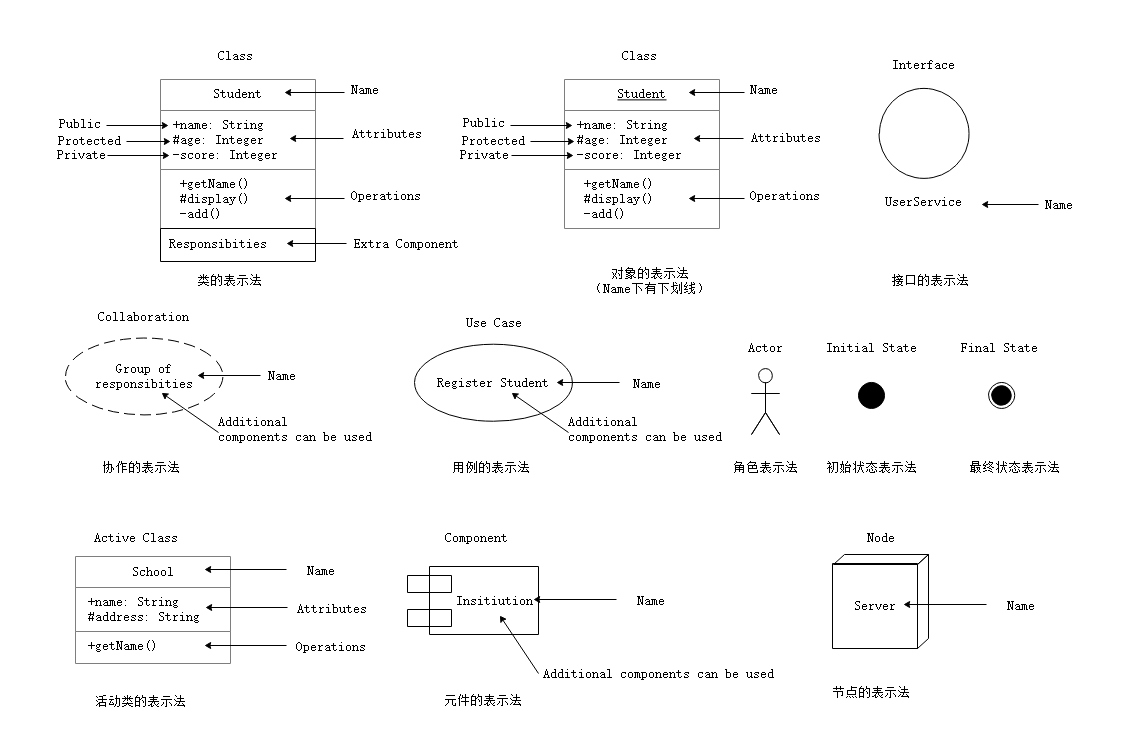 Class
Student
Name
Public
Protected
Private
+name: String
#age: Integer
-score: Integer
Attributes
+getName()
#display()
-add()
Operations
Responsibities
Extra Component
类的表示法
Class
Student
Name
Public
Protected
Private
+name: String
#age: Integer
-score: Integer
Attributes
+getName()
#display()
-add()
Operations
对象的表示法
（Name下有下划线）
Interface
UserService
Name
接口的表示法
Collaboration
Group of
responsibities
Name
Additional
components can be used
协作的表示法
Use Case
Register Student
Name
Additional
components can be used
用例的表示法
Actor
角色表示法
Initial State
初始状态表示法
Final State
最终状态表示法
Active Class
School
Name
+name: String
#address: String
Attributes
+getName()
Operations
活动类的表示法
Component
Insitiution
Name
Additional components can be used
元件的表示法
Node
Server
Name
节点的表示法